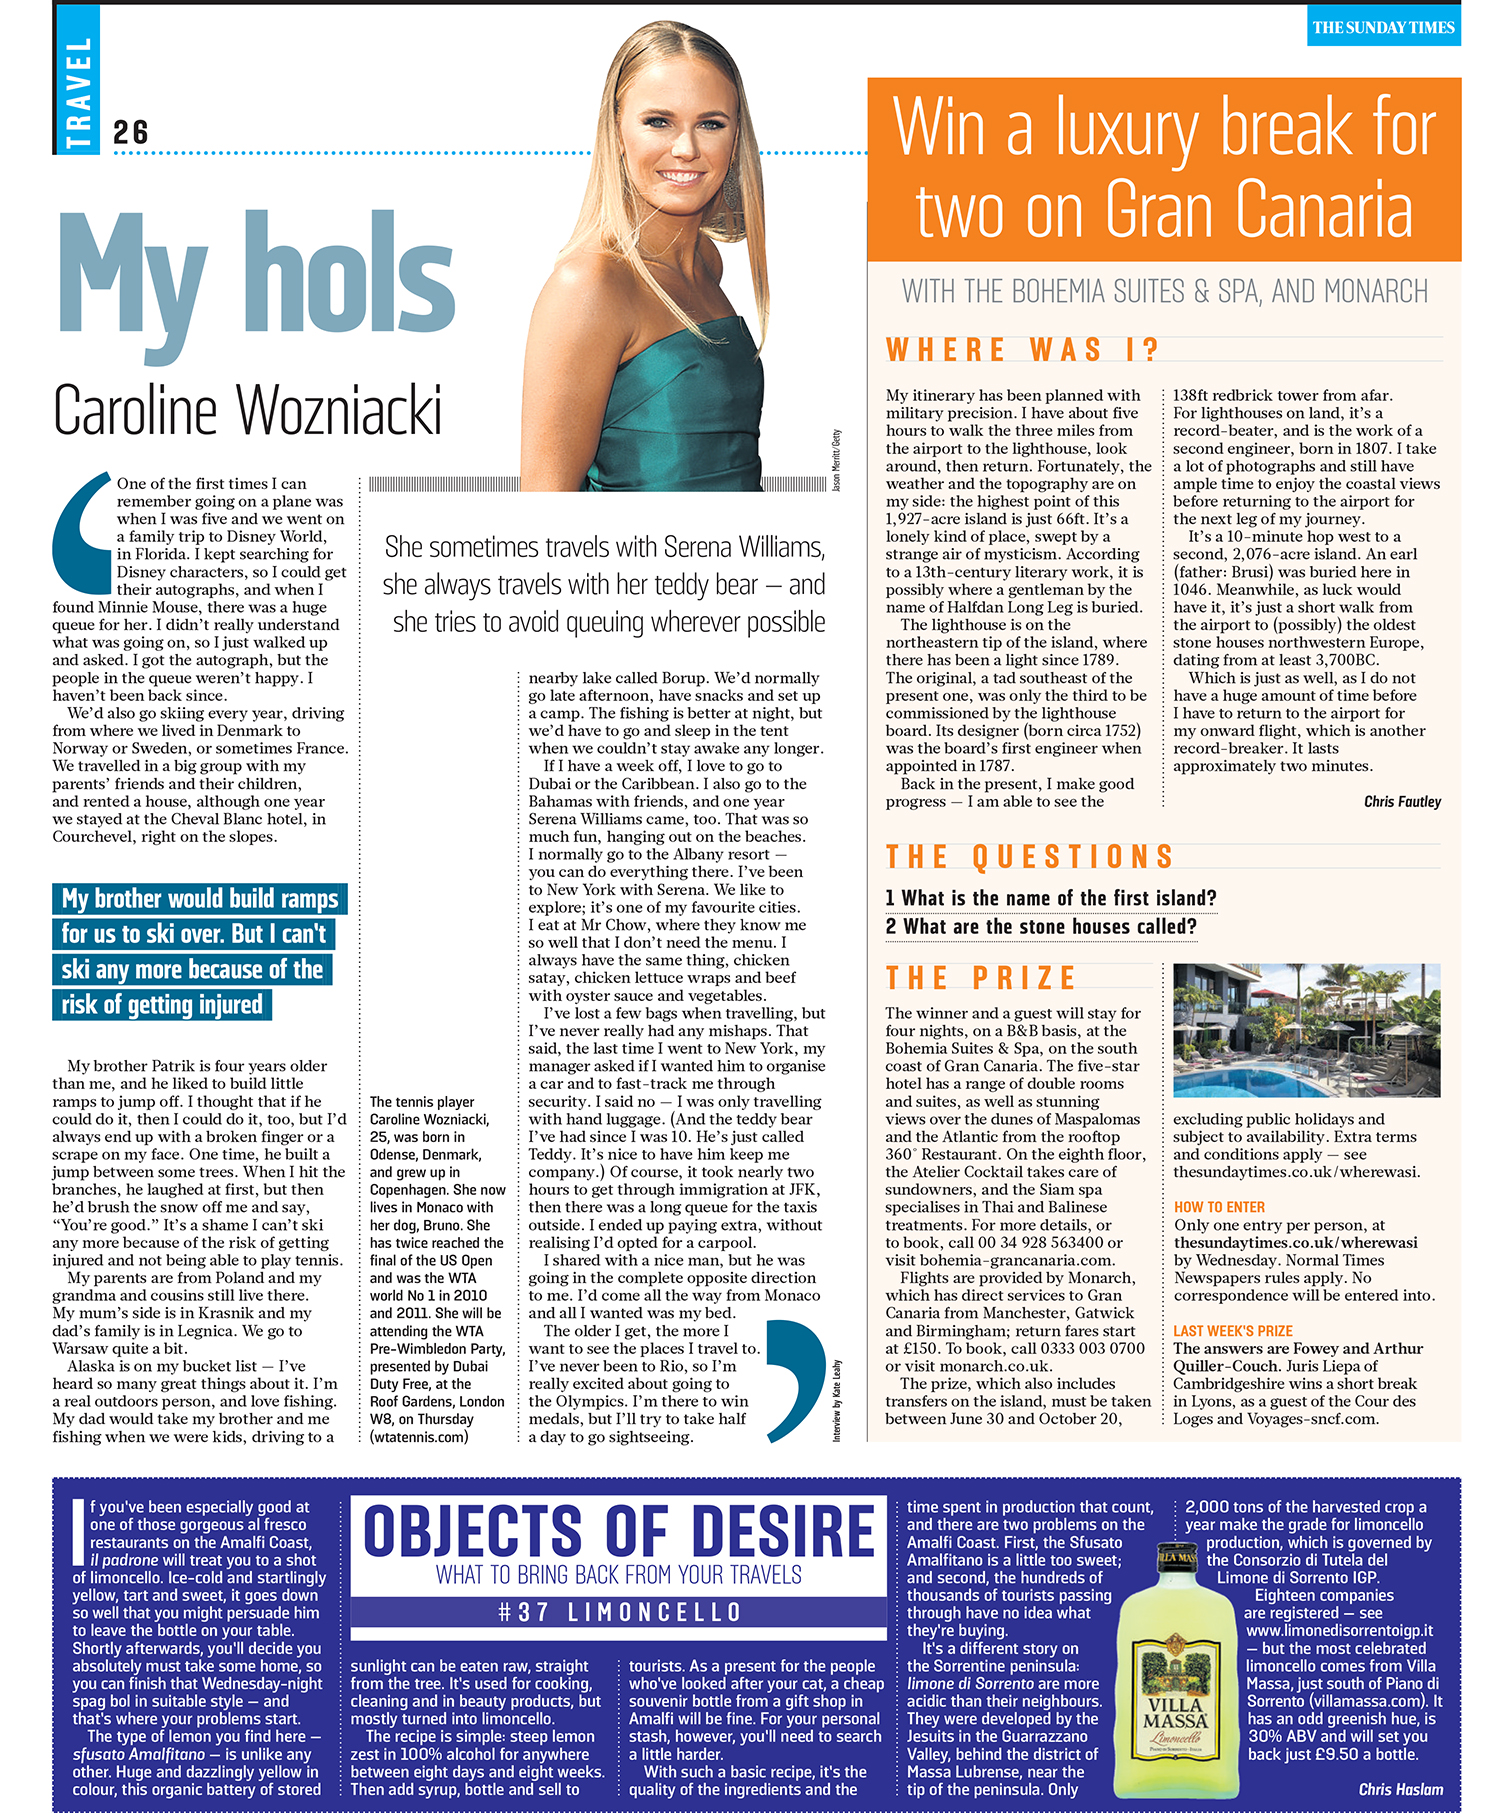 TRAVEL
26
THE SUNDAY TIMES
My hols
Caroline Wozniacki
Jason Merritt/Getty
One of the first times I can
remember going on a plane was
when I was five and we went on
a family trip to Disney World,
in Florida. I kept searching for
Disney characters, so I could get
their autographs, and when I
found Minnie Mouse, there was a huge
queue for her. I didn't really understand
what was going on, so I just walked up
and asked. I got the autograph, but the
people in the queue weren't happy. I
haven't been back since.
We'd also go skiing every year, driving
from where we lived in Denmark to
Norway or Sweden, or sometimes France.
We travelled in a big group with my
parents' friends and their children,
and rented a house, although one year
we stayed at the Cheval Blanc hotel, in
Courchevel, right on the slopes.
My brother would build ramps
for us to ski over. But I can't
ski any more because of the
risk of getting injured
My brother Patrik is four years older
than me, and he liked to build little
ramps to jump off. I thought that if he
could do it, then I could do it, too, but I'd
always end up with a broken finger or a
scrape on my face. One time, he built a
jump between some trees. When I hit the
branches, he laughed at first, but then
he'd brush the snow off me and say,
"You're good." It's a shame I can't ski
any more because of the risk of getting
injured and not being able to play tennis.
My parents are from Poland and my
grandma and cousins still live there.
My mum's side is in Krasnik and my
dad's family is in Legnica. We go to
Warsaw quite a bit.
Alaska is on my bucket list — I've
heard so many great things about it. I'm
a real outdoors person, and love fishing.
My dad would take my brother and me
fishing when we were kids, driving to a
She sometimes travels with Serena Williams,
she always travels with her teddy bear — and
she tries to avoid queuing wherever possible
The tennis player
Caroline Wozniacki,
25, was born in
Odense, Denmark,
and grew up in
Copenhagen. She now
lives in Monaco with
her dog, Bruno. She
has twice reached the
final of the US Open
and was the WTA
world No 1 in 2010
and 2011. She will be
attending the WTA
Pre-Wimbledon Party,
presented by Dubai
Duty Free, at the
Roof Gardens, London
W8, on Thursday
(wtatennis.com)
nearby lake called Borup. We'd normally
go late afternoon, have snacks and set up
a camp. The fishing is better at night, but
we'd have to go and sleep in the tent
when we couldn't stay awake any longer.
If I have a week off, I love to go to
Dubai or the Caribbean. I also go to the
Bahamas with friends, and one year
Serena Williams came, too. That was so
much fun, hanging out on the beaches.
I normally go to the Albany resort —
you can do everything there. I've been
to New York with Serena. We like to
explore; it's one of my favourite cities.
I eat at Mr Chow, where they know me
so well that I don't need the menu. I
always have the same thing, chicken
satay, chicken lettuce wraps and beef
with oyster sauce and vegetables.
I've lost a few bags when travelling, but
I've never really had any mishaps. That
said, the last time I went to New York, my
manager asked if I wanted him to organise
a car and to fast-track me through
security. I said no — I was only travelling
with hand luggage. (And the teddy bear
I've had since I was 10. He's just called
Teddy. It's nice to have him keep me
company.) Of course, it took nearly two
hours to get through immigration at JFK,
then there was a long queue for the taxis
outside. I ended up paying extra, without
realising I'd opted for a carpool.
I shared with a nice man, but he was
going in the complete opposite direction
to me. I'd come all the way from Monaco
and all I wanted was my bed.
The older I get, the more I
want to see the places I travel to.
I've never been to Rio, so I'm
really excited about going to
the Olympics. I'm there to win
medals, but I'll try to take half
a day to go sightseeing.
Interview by Kate Leahy
Win a luxury break for
two on Gran Canaria
WITH THE BOHEMIA SUITES & SPA, AND MONARCH
WHERE WAS I?
My itinerary has been planned with
military precision. I have about five
hours to walk the three miles from
the airport to the lighthouse, look
around, then return. Fortunately, the
weather and the topography are on
my side: the highest point of this
1,927-acre island is just 66ft. It's a
lonely kind of place, swept by a
strange air of mysticism. According
to a 13th-century literary work, it is
possibly where a gentleman by the
name of Halfdan Long Leg is buried.
The lighthouse is on the
northeastern tip of the island, where
there has been a light since 1789.
The original, a tad southeast of the
present one, was only the third to be
commissioned by the lighthouse
board. Its designer (born circa 1752)
was the board's first engineer when
appointed in 1787.
Back in the present, I make good
progress — I am able to see the
138ft redbrick tower from afar.
For lighthouses on land, it's a
record-beater, and is the work of a
second engineer, born in 1807. I take
a lot of photographs and still have
ample time to enjoy the coastal views
before returning to the airport for
the next leg of my journey.
It's a 10-minute hop west to a
second, 2,076-acre island. An earl
(father: Brusi) was buried here in
1046. Meanwhile, as luck would
have it, it's just a short walk from
the airport to (possibly) the oldest
stone houses northwestern Europe,
dating from at least 3,700BC.
Which is just as well, as I do not
have a huge amount of time before
I have to return to the airport for
my onward flight, which is another
record-breaker. It lasts
approximately two minutes.
Chris Fautley
THE QUESTIONS
1 What is the name of the first island?
2 What are the stone houses called?
THE PRIZE
The winner and a guest will stay for
four nights, on a B&B basis, at the
Bohemia Suites & Spa, on the south
coast of Gran Canaria. The five-star
hotel has a range of double rooms
and suites, as well as stunning
views over the dunes of Maspalomas
and the Atlantic from the rooftop
360° Restaurant. On the eighth floor,
the Atelier Cocktail takes care of
sundowners, and the Siam spa
specialises in Thai and Balinese
treatments. For more details, or
to book, call 00 34 928 563400 or
visit bohemia-grancanaria.com.
Flights are provided by Monarch,
which has direct services to Gran
Canaria from Manchester, Gatwick
and Birmingham; return fares start
at £150. To book, call 0333 003 0700
or visit monarch.co.uk.
The prize, which also includes
transfers on the island, must be taken
between June 30 and October 20,
excluding public holidays and
subject to availability. Extra terms
and conditions apply — see
thesundaytimes.co.uk/wherewasi.
HOW TO ENTER
Only one entry per person, at
thesundaytimes.co.uk/wherewasi
by Wednesday. Normal Times
Newspapers rules apply. No
correspondence will be entered into.
LAST WEEK'S PRIZE
The answers are Fowey and Arthur
Quiller-Couch. Juris Liepa of
Cambridgeshire wins a short break
in Lyons, as a guest of the Cour des
Loges and Voyages-sncf.com.
If you've been especially good at
one of those gorgeous al fresco
restaurants on the Amalfi Coast,
il padrone will treat you to a shot
of limoncello. Ice-cold and startlingly
yellow, tart and sweet, it goes down
so well that you might persuade him
to leave the bottle on your table.
Shortly afterwards, you'll decide you
absolutely must take some home, so
you can finish that Wednesday-night
spag bol in suitable style — and
that's where your problems start.
The type of lemon you find here —
sfusato Amalfitano — is unlike any
other. Huge and dazzlingly yellow in
colour, this organic battery of stored
OBJECTS OF DESIRE
WHAT TO BRING BACK FROM YOUR TRAVELS
#37 LIMONCELLO
sunlight can be eaten raw, straight
from the tree. It's used for cooking,
cleaning and in beauty products, but
mostly turned into limoncello.
The recipe is simple: steep lemon
zest in 100% alcohol for anywhere
between eight days and eight weeks.
Then add syrup, bottle and sell to
tourists. As a present for the people
who've looked after your cat, a cheap
souvenir bottle from a gift shop in
Amalfi will be fine. For your personal
stash, however, you'll need to search
a little harder.
With such a basic recipe, it's the
quality of the ingredients and the
time spent in production that count,
and there are two problems on the
Amalfi Coast. First, the Sfusato
Amalfitano is a little too sweet;
and second, the hundreds of
thousands of tourists passing
through have no idea what
they're buying.
It's a different story on
the Sorrentine peninsula:
limone di Sorrento are more
acidic than their neighbours.
They were developed by the
Jesuits in the Guarrazzano
Valley, behind the district of
Massa Lubrense, near the
tip of the peninsula. Only
2,000 tons of the harvested crop a
year make the grade for limoncello
production, which is governed by
the Consorzio di Tutela del
Limone di Sorrento IGP.
Eighteen companies
are registered — see
www.limonedisorrentoigp.it
— but the most celebrated
limoncello comes from Villa
Massa, just south of Piano di
Sorrento (villamassa.com). It
has an odd greenish hue, is
30% ABV and will set you
back just £9.50 a bottle.
Chris Haslam
LLA MAS
VILLA
MASSA
Limoncello